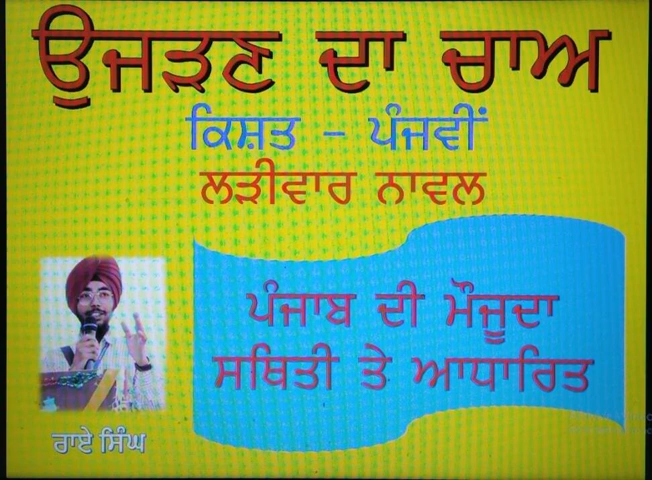 ਉਜੜਣ ਦਾ ਚਾਅ
ਕਿਸ਼ਤ – ਪੰਜਵੀਂ
ਲੜੀਵਾਰ ਨਾਵਲ
ਪੰਜਾਬ ਦੀ ਮੌਜੂਦਾ
ਸਥਿਤੀ ਤੇ ਆਧਾਰਿਤ
ਰਾਏ ਸਿੰਘ